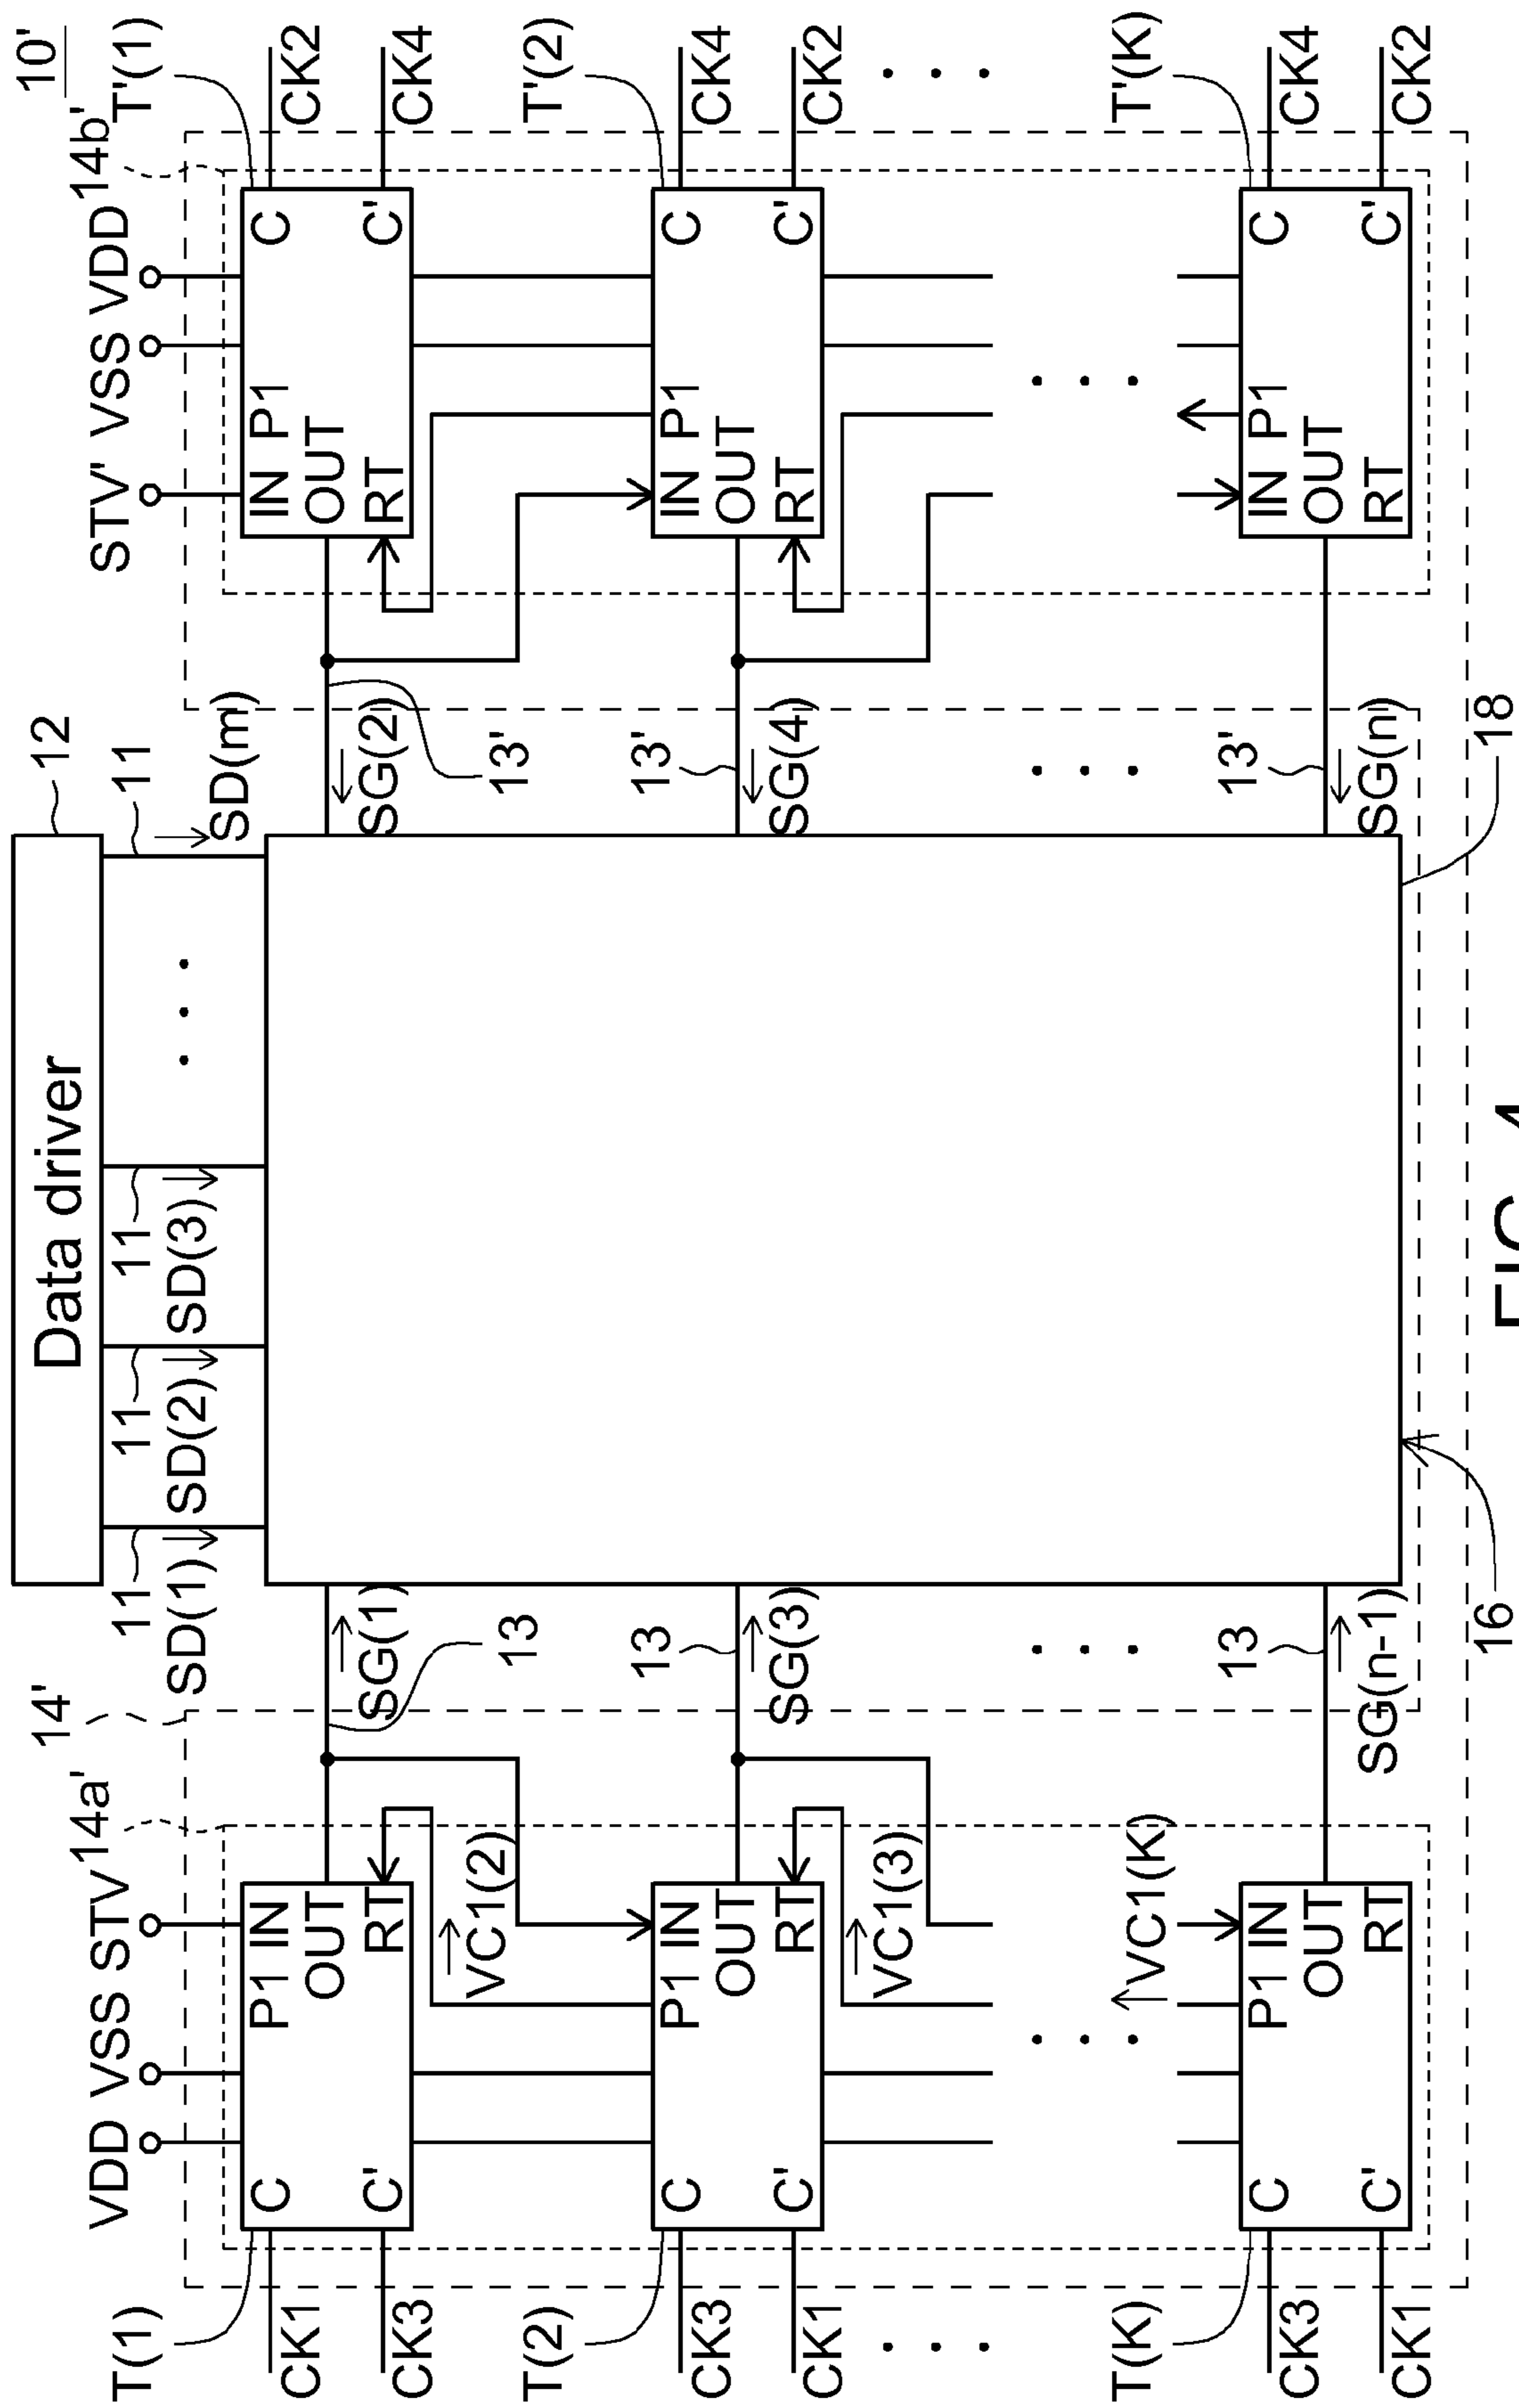 10'
Data driver
12
14'
14a'
14b'
VDD VSS STV
STV' VSS VDD
11
11
11
11
SD(1)
SD(2)
SD(3)
SD(m)
. . .
T(1)
CK1
CK3
C
C'
P1 IN
OUT
RT
SG(1)
13
VC1(2)
T'(1)
CK2
CK4
IN P1
OUT
RT
C
C'
SG(2)
13'
T(2)
CK3
CK1
C
C'
P1 IN
OUT
RT
13
SG(3)
VC1(3)
T'(2)
CK4
CK2
IN P1
OUT
RT
C
C'
13'
SG(4)
. . .
. . .
. . .
. . .
. . .
. . .
VC1(K)
T(K)
CK3
CK1
C
C'
P1 IN
OUT
RT
13
SG(n-1)
T'(K)
CK4
CK2
IN P1
OUT
RT
C
C'
13'
SG(n)
16
18
FIG. 4